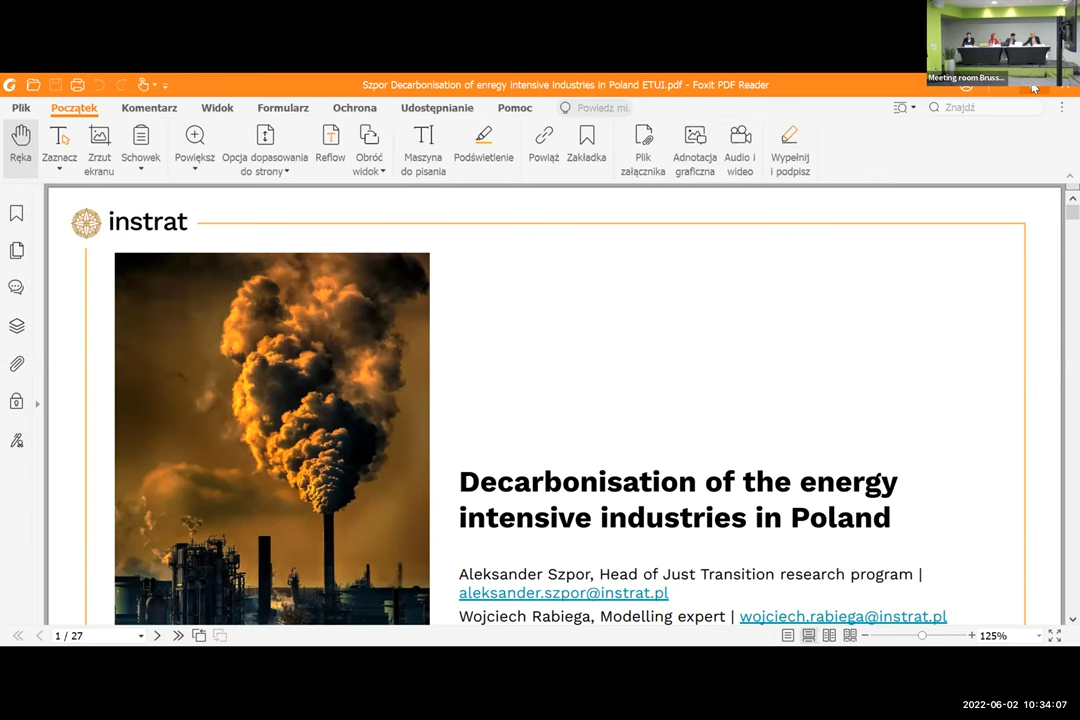 Meeting room Bruss...
Szpor Decarbonisation of enregy intensive industries in Poland ETUI.pdf - Foxit PDF Reader
Plik
Początek
Komentarz
Widok
Formularz
Ochrona
Udostępnianie
Pomoc
Powiedz mi.
Znajdź
Ręka
Zaznacz
Zrzut
ekranu
Schowek
Powiększ
Opcja dopasowania
do strony
Reflow
Obróć
widok
Maszyna
do pisania
Podświetlenie
Powiąż
Zakładka
Plik
załącznika
Adnotacja
graficzna
Audio i
wideo
Wypełnij
i podpisz
instrat
Decarbonisation of the energy
intensive industries in Poland
Aleksander Szpor, Head of Just Transition research program |
aleksander.szpor@instrat.pl
Wojciech Rabiega, Modelling expert | wojciech.rabiega@instrat.pl
1 / 27
125%
2022-06-02 10:34:07